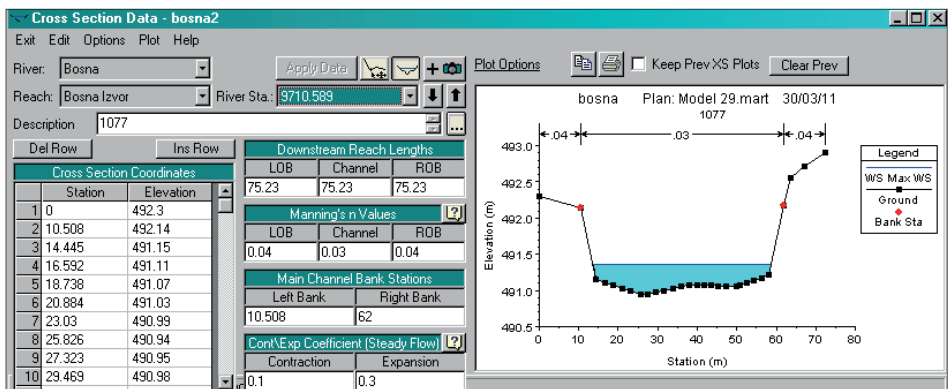 Cross Section Data - bosna2
Exit Edit Options Plot Help
River: Bosna
Apply Data
Reach: Bosna Izvor
River Sta.: 9710.589
Description 1077
Del Row Ins Row
Cross Section Coordinates
Station Elevation
1 0 492.3
2 10.508 492.14
3 14.445 491.15
4 16.592 491.11
5 18.738 491.07
6 20.884 491.03
7 23.03 490.99
8 25.826 490.94
9 27.323 490.95
10 29.469 490.98
Downstream Reach Lengths
LOB Channel ROB
75.23 75.23 75.23
Manning's n Values
LOB Channel ROB
0.04 0.03 0.04
Main Channel Bank Stations
Left Bank Right Bank
10.508 62
Cont\Exp Coefficient (Steady Flow)
Contraction Expansion
0.1 0.3
Plot Options
Keep Prev XS Plots
Clear Prev
bosna Plan: Model 29.mart 30/03/11
1077
.04 .03 .04
493.0
492.5
492.0
491.5
491.0
490.5
Elevation (m)
0 10 20 30 40 50 60 70 80
Station (m)
Legend
WS Max WS
Ground
Bank Sta